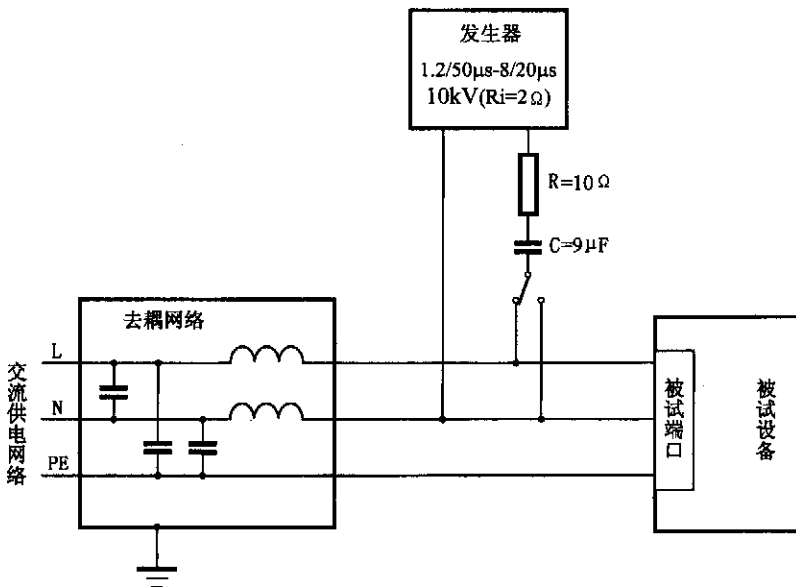 发生器
1.2/50μs-8/20μs
10kV(Ri=2Ω)
R=10Ω
C=9μF
去耦网络
L
N
PE
交流供电网络
被试端口
被试设备